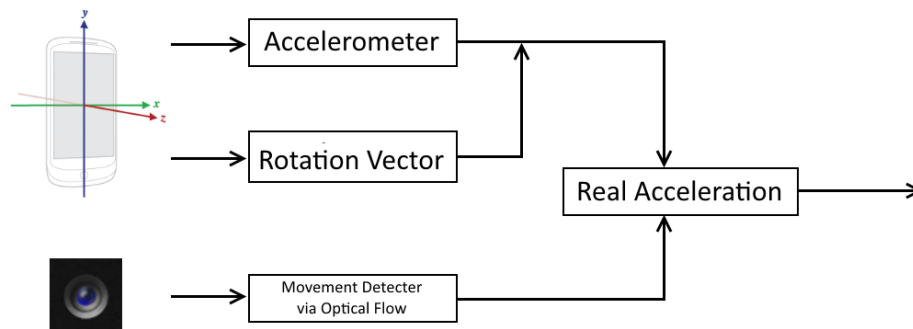 y
Accelerometer
x
z
Rotation Vector
Real Acceleration
Movement Detecter
via Optical Flow